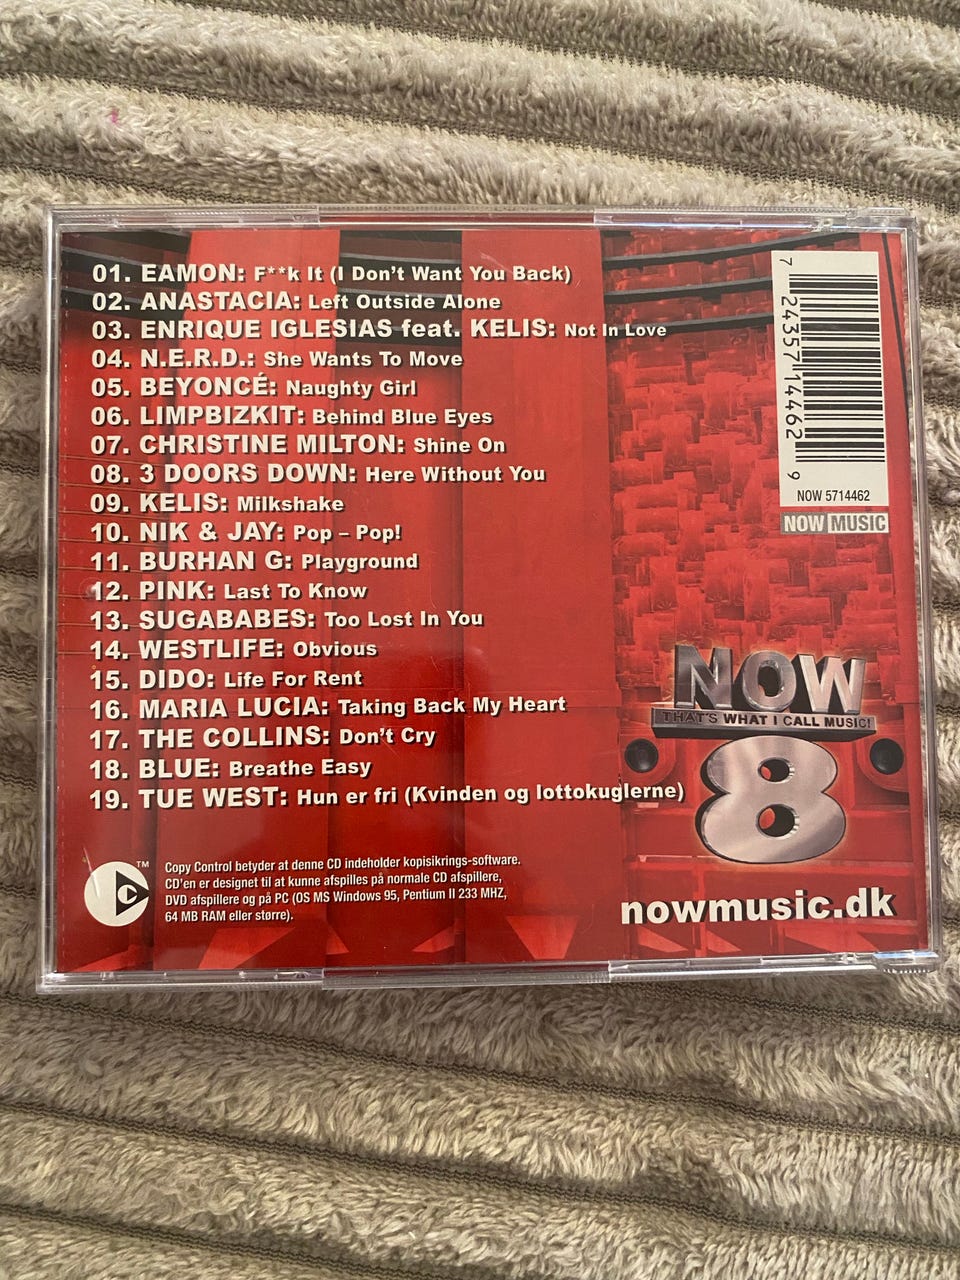 01. EAMON: F**k It (I Don't Want You Back)
02. ANASTACIA: Left Outside Alone
03. ENRIQUE IGLESIAS feat. KELIS: Not In Love
04. N.E.R.D.: She Wants To Move
05. BEYONCÉ: Naughty Girl
06. LIMPBIZKIT: Behind Blue Eyes
07. CHRISTINE MILTON: Shine On
08. 3 DOORS DOWN: Here Without You
09. KELIS: Milkshake
10. NIK & JAY: Pop – Pop!
11. BURHAN G: Playground
12. PINK: Last To Know
13. SUGABABES: Too Lost In You
14. WESTLIFE: Obvious
15. DIDO: Life For Rent
16. MARIA LUCIA: Taking Back My Heart
17. THE COLLINS: Don't Cry
18. BLUE: Breathe Easy
19. TUE WEST: Hun er fri (Kvinden og lottokuglerne)
7 24357 14462 9
NOW 5714462
NOW MUSIC
NOW
THAT'S WHAT I CALL MUSIC!
8
C
TM
Copy Control betyder at denne CD indeholder kopisikrings-software.
CD'en er designet til at kunne afspilles på normale CD afspillere,
DVD afspillere og på PC (OS MS Windows 95, Pentium II 233 MHZ,
64 MB RAM eller større).
nowmusic.dk